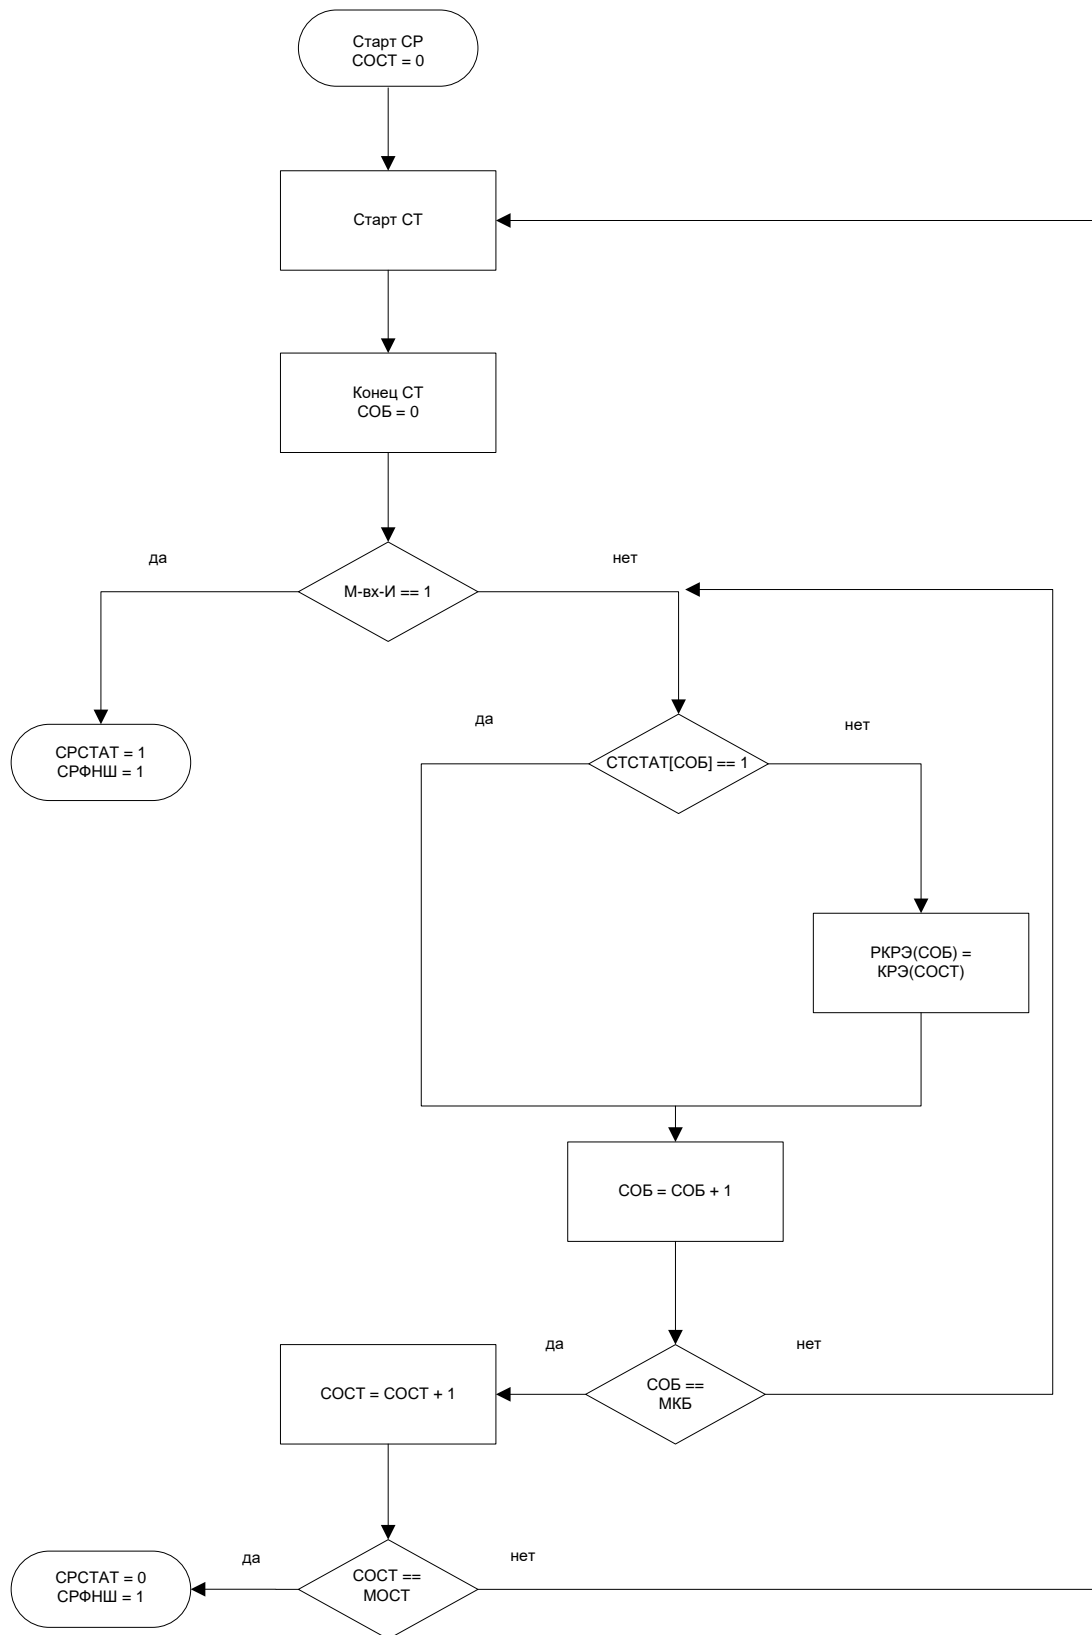 Старт СР
СОСТ = 0
Старт СТ
Конец СТ
СОБ = 0
да
нет
М-вх-И == 1
да
нет
СРСТАТ = 1
СРФНШ = 1
СТСТАТ[СОБ] == 1
РКРЭ(СОБ) =
КРЭ(СОСТ)
СОБ = СОБ + 1
да
нет
СОСТ = СОСТ + 1
СОБ ==
МКБ
да
нет
СРСТАТ = 0
СРФНШ = 1
СОСТ ==
МОСТ